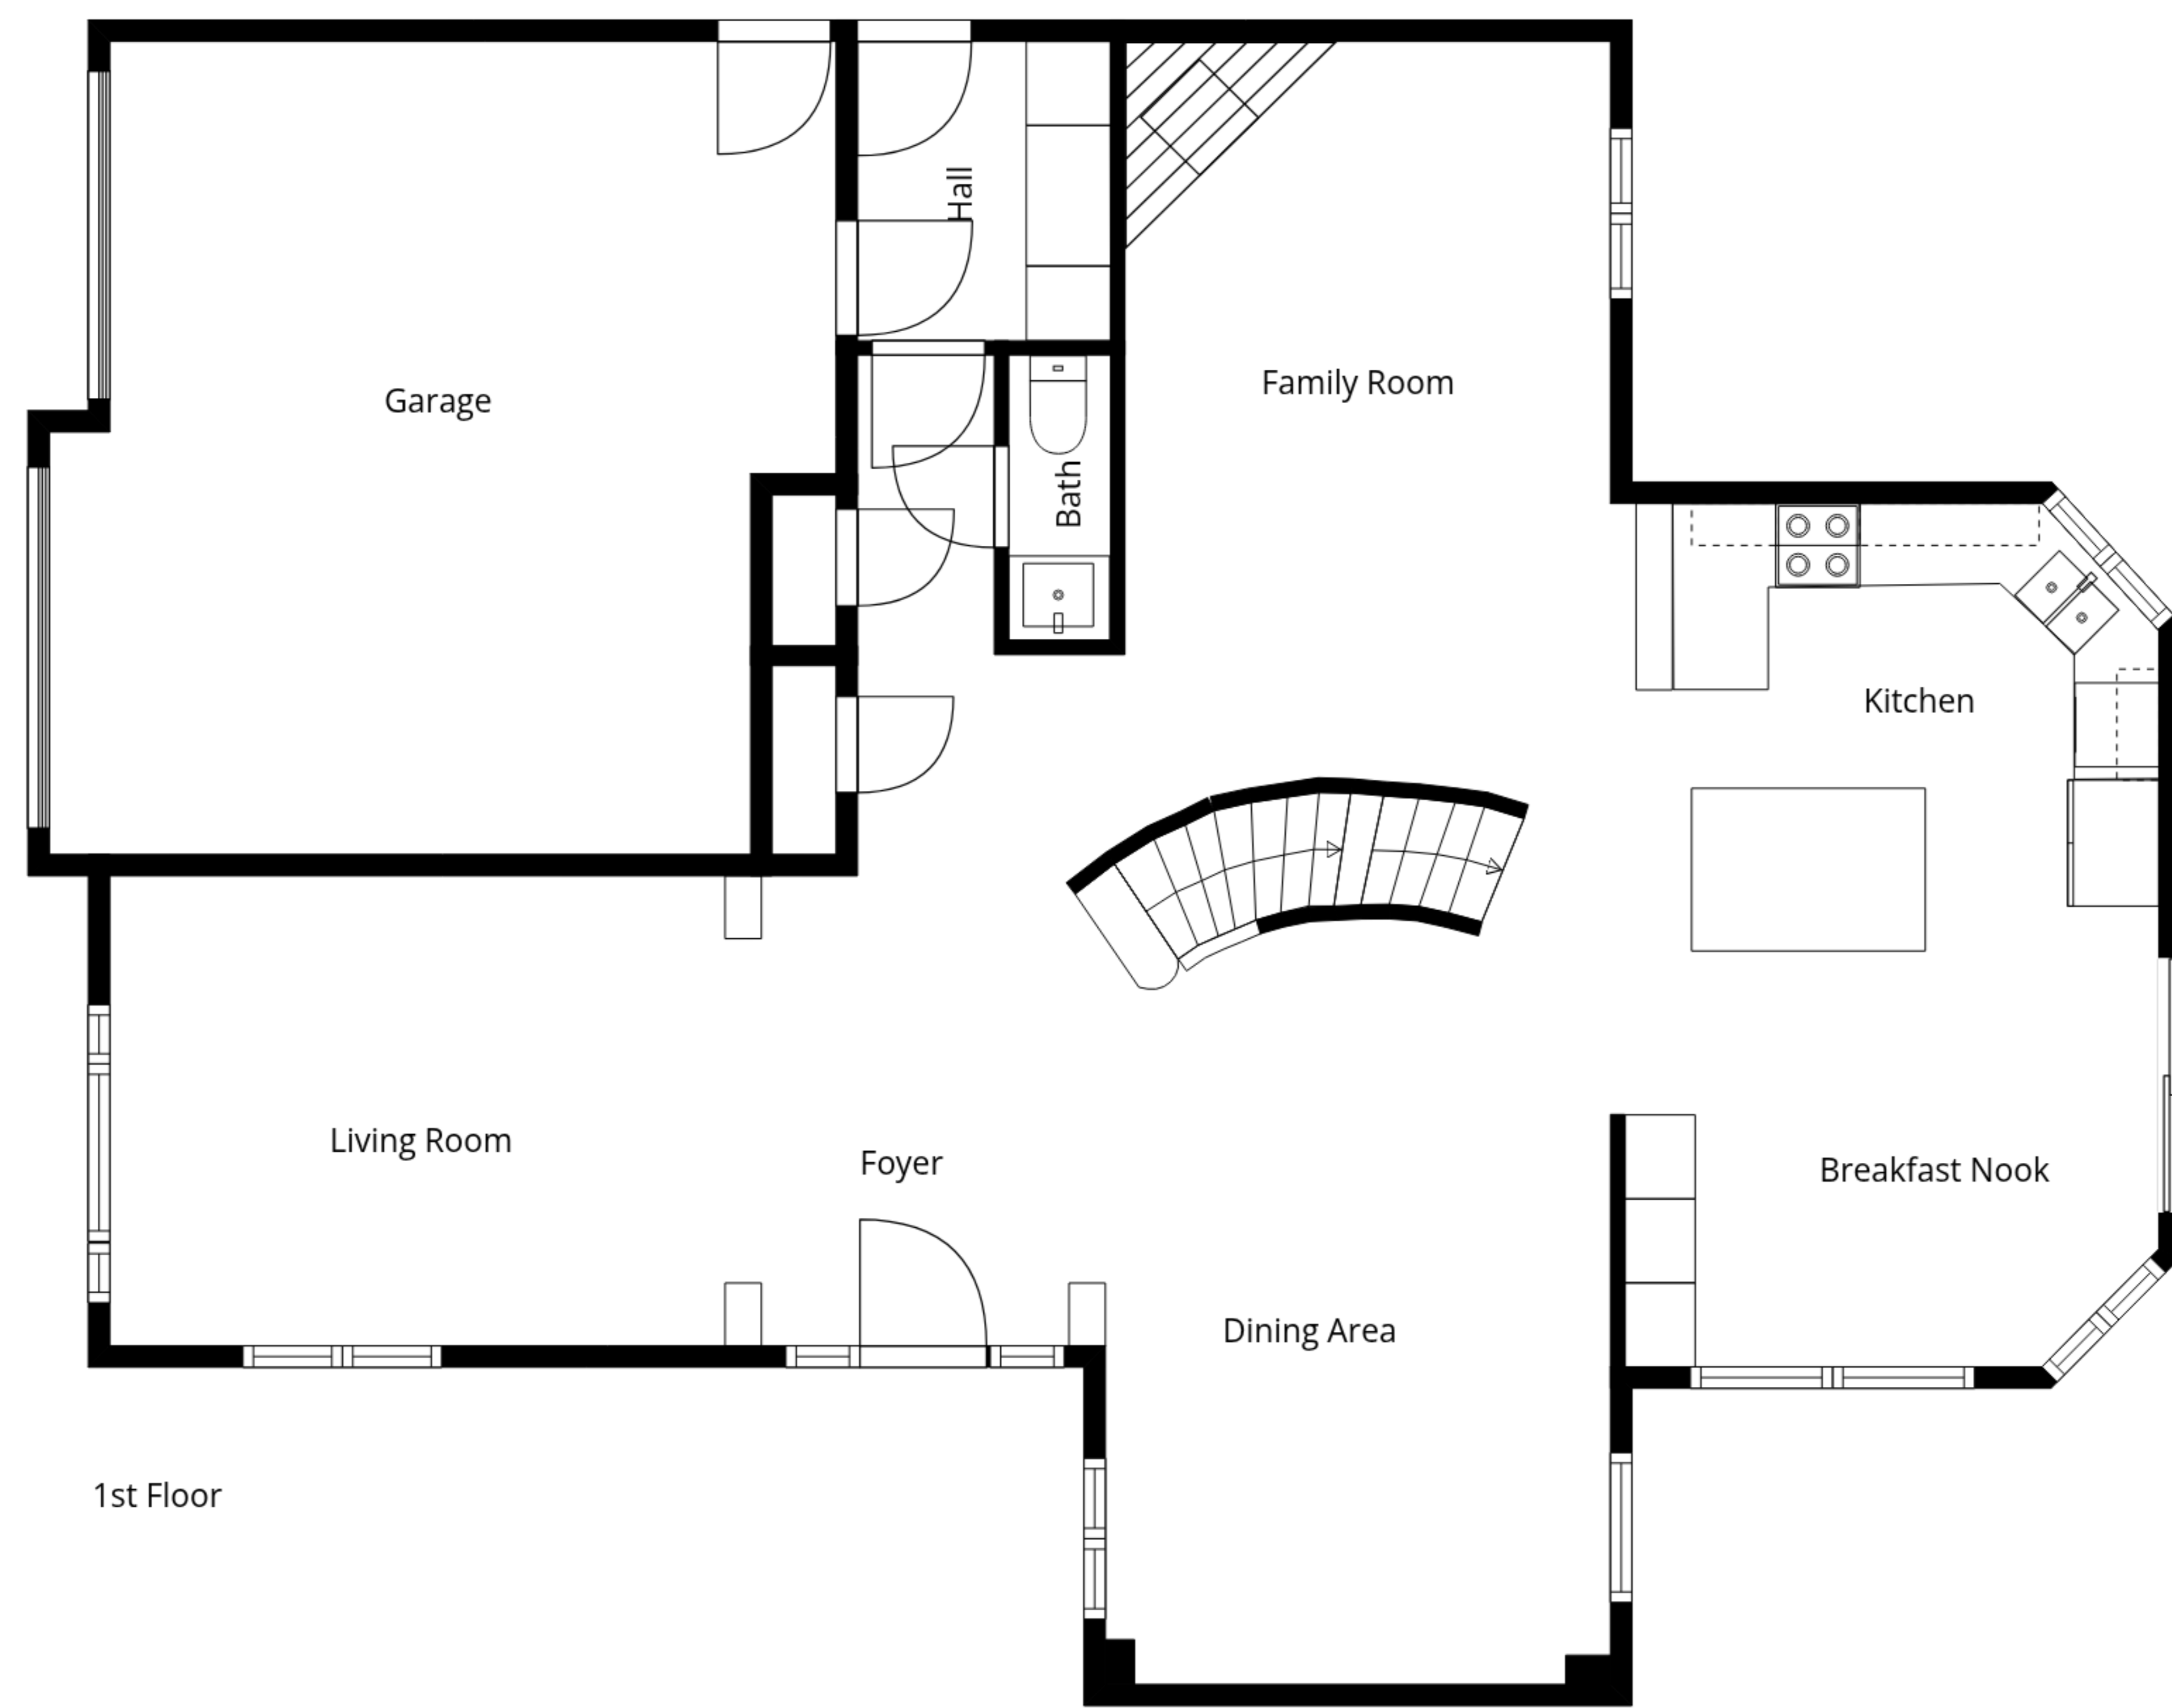 Hall
Garage
Family Room
Bath
Kitchen
Living Room
Foyer
Breakfast Nook
Dining Area
1st Floor